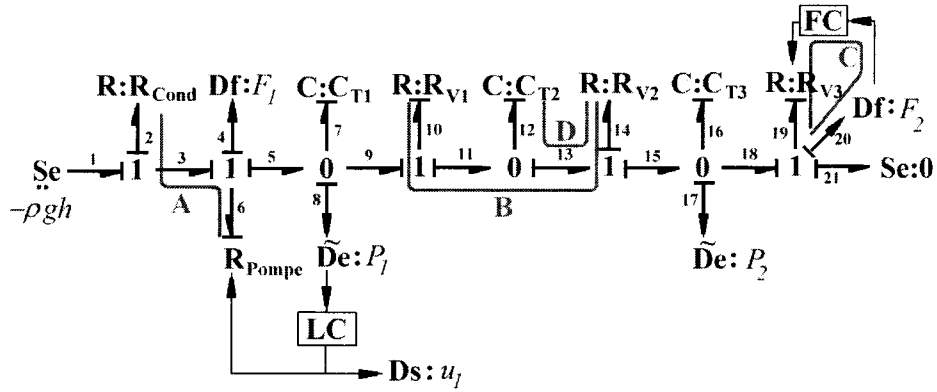 FC
C
R:R_Cond Df:F_1 C:C_T1 R:R_V1 C:C_T2 R:R_V2 C:C_T3 R:R_V3
Df:F_2
2 4 7 10 12 D 14 16 19 20
Se 1 1 3 1 5 0 9 1 11 0 13 1 15 0 18 1 21 Se:0
-ρgh
A 6 8 B 17
R_Pompe D̃e:P_1 D̃e:P_2
LC
Ds:u_1